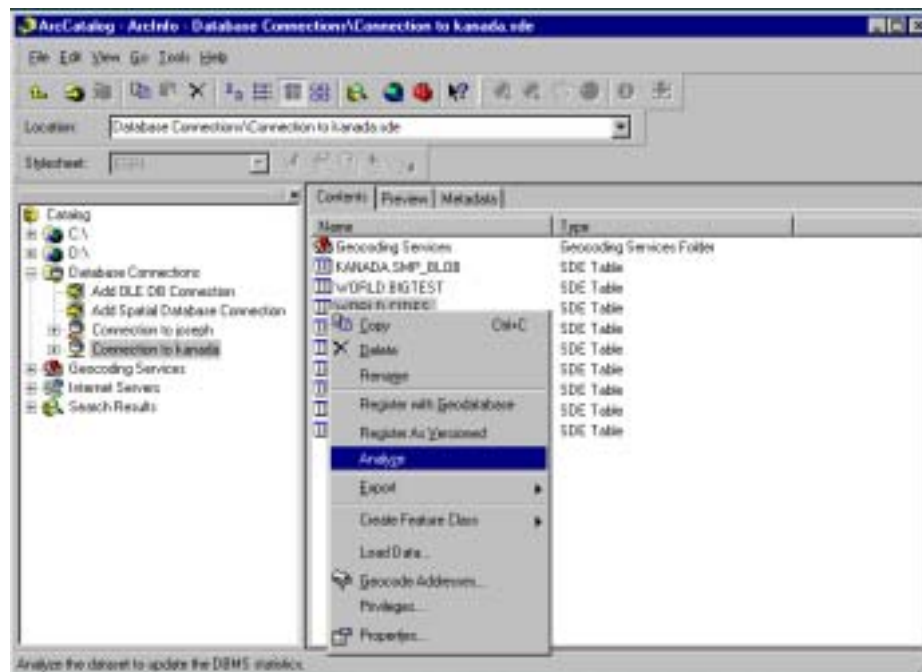 ArcCatalog - ArcInfo - Database Connections\Connection to kanada.sde
File Edit View Go Tools Help
Location: Database Connections\Connection to kanada.sde
Stylesheet: ESRI
Contents Preview Metadata
Catalog
C:\
D:\
Database Connections
Add OLE DB Connection
Add Spatial Database Connection
Connection to joseph
Connection to kanada
Geocoding Services
Internet Servers
Search Results
Name Type
Geocoding Services Geocoding Services Folder
KANADA.SMP_BLOB SDE Table
WORLD.BIGTEST SDE Table
SDE Table
SDE Table
SDE Table
SDE Table
SDE Table
SDE Table
SDE Table
Copy Ctrl+C
Delete
Rename
Register with Geodatabase
Register As Versioned
Analyze
Export
Create Feature Class
Load Data...
Geocode Addresses...
Privileges...
Properties...
Analyze the dataset to update the DBMS statistics.